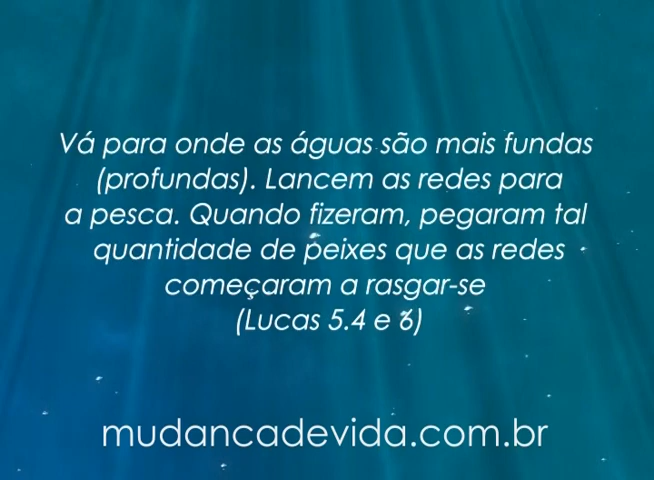 Vá para onde as águas são mais fundas
(profundas). Lancem as redes para
a pesca. Quando fizeram, pegaram tal
quantidade de peixes que as redes
começaram a rasgar-se
(Lucas 5.4 e 6)
mudancadevida.com.br